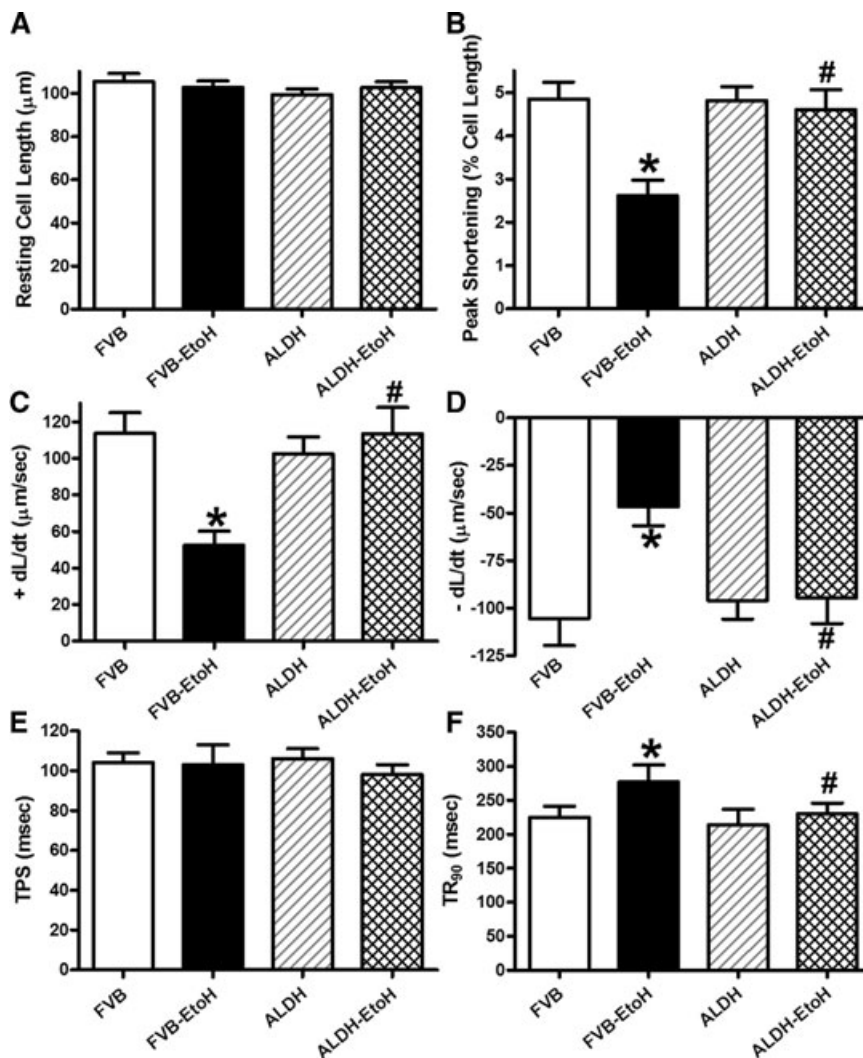 A
Resting Cell Length (μm)
100
80
60
40
20
0
FVB
FVB-EtoH
ALDH
ALDH-EtoH
B
Peak Shortening (% Cell Length)
5
4
3
2
1
0
*
#
FVB
FVB-EtoH
ALDH
ALDH-EtoH
C
+ dL/dt (μm/sec)
120
100
80
60
40
20
0
*
#
FVB
FVB-EtoH
ALDH
ALDH-EtoH
D
- dL/dt (μm/sec)
0
-25
-50
-75
-100
-125
*
#
FVB
FVB-EtoH
ALDH
ALDH-EtoH
E
TPS (msec)
120
100
80
60
40
20
0
FVB
FVB-EtoH
ALDH
ALDH-EtoH
F
TR90 (msec)
350
300
250
200
150
100
50
0
*
#
FVB
FVB-EtoH
ALDH
ALDH-EtoH